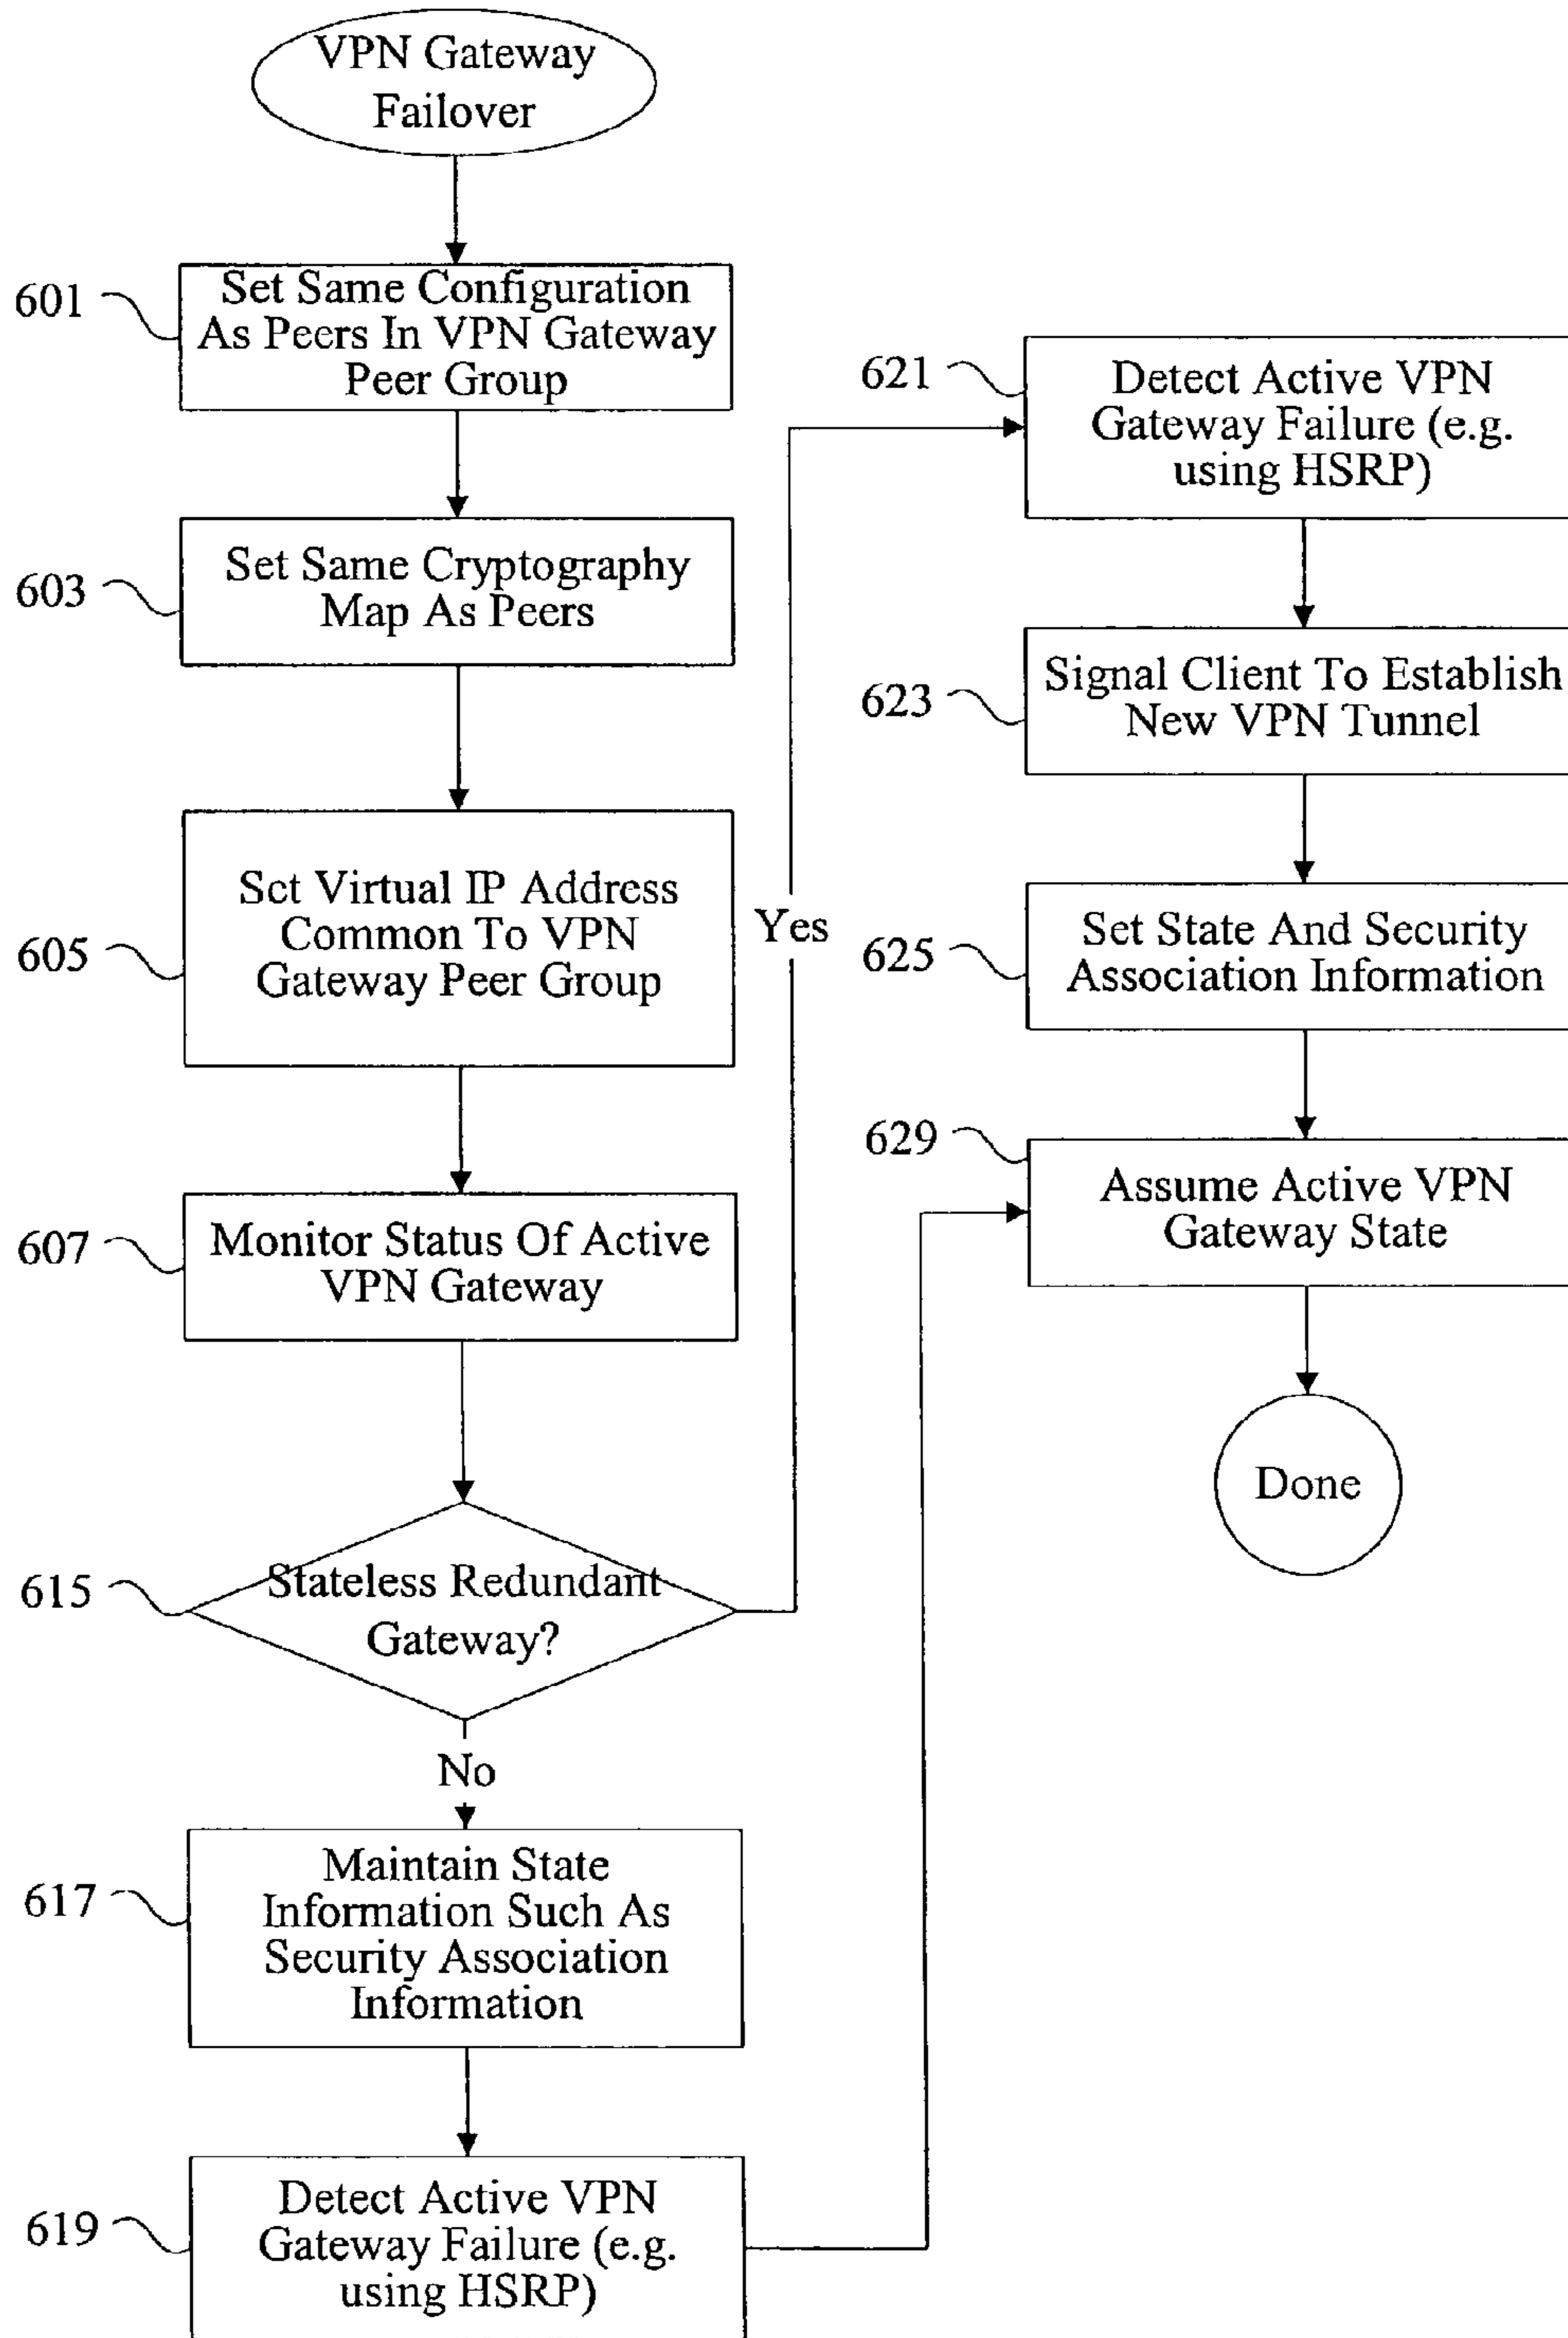 VPN Gateway
Failover
601
Set Same Configuration
As Peers In VPN Gateway
Peer Group
603
Set Same Cryptography
Map As Peers
605
Set Virtual IP Address
Common To VPN
Gateway Peer Group
607
Monitor Status Of Active
VPN Gateway
615
Stateless Redundant
Gateway?
Yes
No
617
Maintain State
Information Such As
Security Association
Information
619
Detect Active VPN
Gateway Failure (e.g.
using HSRP)
621
Detect Active VPN
Gateway Failure (e.g.
using HSRP)
623
Signal Client To Establish
New VPN Tunnel
625
Set State And Security
Association Information
629
Assume Active VPN
Gateway State
Done